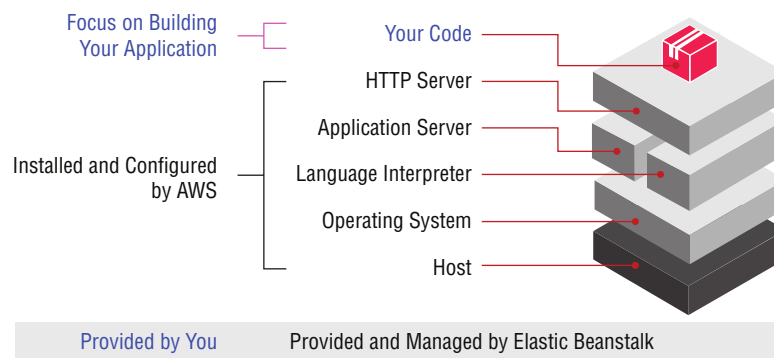 Focus on Building
Your Application
Your Code
HTTP Server
Application Server
Installed and Configured
by AWS
Language Interpreter
Operating System
Host
Provided by You
Provided and Managed by Elastic Beanstalk